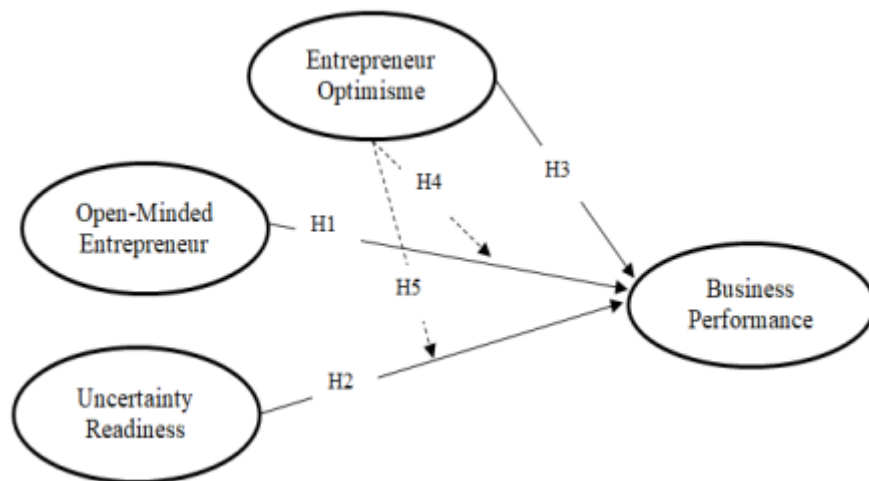 Entrepreneur
Optimisme
H3
H4
Open-Minded
Entrepreneur
H1
H5
Business
Performance
H2
Uncertainty
Readiness